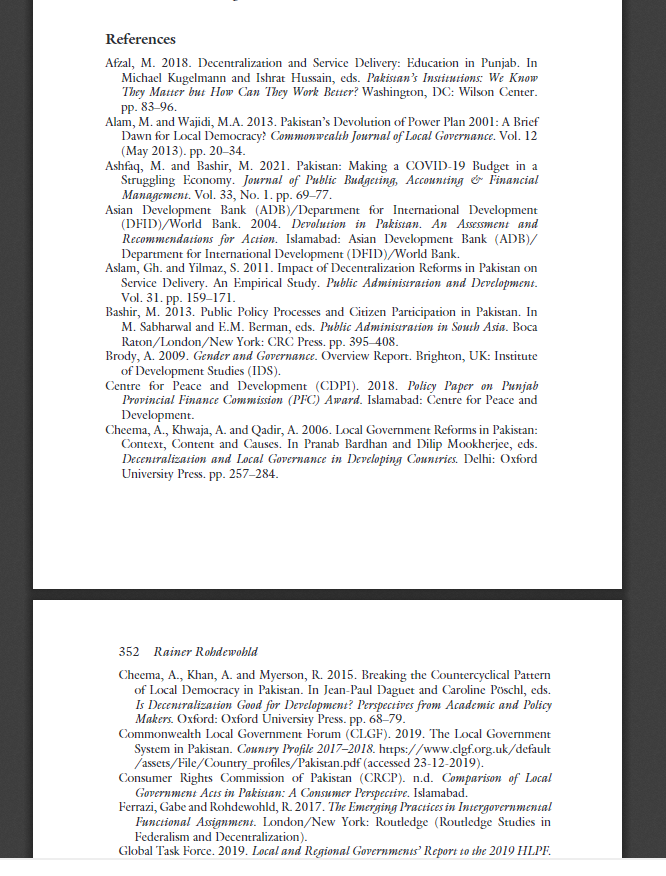 References
Afzal, M. 2018. Decentralization and Service Delivery: Education in Punjab. In
Michael Kugelmann and Ishrat Hussain, eds. Pakistan's Institutions: We Know
They Matter but How Can They Work Better? Washington, DC: Wilson Center.
pp. 83–96.
Alam, M. and Wajidi, M.A. 2013. Pakistan's Devolution of Power Plan 2001: A Brief
Dawn for Local Democracy? Commonwealth Journal of Local Governance. Vol. 12
(May 2013). pp. 20–34.
Ashfaq, M. and Bashir, M. 2021. Pakistan: Making a COVID-19 Budget in a
Struggling Economy. Journal of Public Budgeting, Accounting & Financial
Management. Vol. 33, No. 1. pp. 69–77.
Asian Development Bank (ADB)/Department for International Development
(DFID)/World Bank. 2004. Devolution in Pakistan. An Assessment and
Recommendations for Action. Islamabad: Asian Development Bank (ADB)/
Department for International Development (DFID)/World Bank.
Aslam, Gh. and Yilmaz, S. 2011. Impact of Decentralization Reforms in Pakistan on
Service Delivery. An Empirical Study. Public Administration and Development.
Vol. 31. pp. 159–171.
Bashir, M. 2013. Public Policy Processes and Citizen Participation in Pakistan. In
M. Sabharwal and E.M. Berman, eds. Public Administration in South Asia. Boca
Raton/London/New York: CRC Press. pp. 395–408.
Brody, A. 2009. Gender and Governance. Overview Report. Brighton, UK: Institute
of Development Studies (IDS).
Centre for Peace and Development (CDPI). 2018. Policy Paper on Punjab
Provincial Finance Commission (PFC) Award. Islamabad: Centre for Peace and
Development.
Cheema, A., Khwaja, A. and Qadir, A. 2006. Local Government Reforms in Pakistan:
Context, Content and Causes. In Pranab Bardhan and Dilip Mookherjee, eds.
Decentralization and Local Governance in Developing Countries. Delhi: Oxford
University Press. pp. 257–284.
352 Rainer Rohdewohld
Cheema, A., Khan, A. and Myerson, R. 2015. Breaking the Countercyclical Pattern
of Local Democracy in Pakistan. In Jean-Paul Daguet and Caroline Pöschl, eds.
Is Decentralization Good for Development? Perspectives from Academic and Policy
Makers. Oxford: Oxford University Press. pp. 68–79.
Commonwealth Local Government Forum (CLGF). 2019. The Local Government
System in Pakistan. Country Profile 2017–2018. https://www.clgf.org.uk/default
/assets/File/Country_profiles/Pakistan.pdf (accessed 23-12-2019).
Consumer Rights Commission of Pakistan (CRCP). n.d. Comparison of Local
Government Acts in Pakistan: A Consumer Perspective. Islamabad.
Ferrazi, Gabe and Rohdewohld, R. 2017. The Emerging Practices in Intergovernmental
Functional Assignment. London/New York: Routledge (Routledge Studies in
Federalism and Decentralization).
Global Task Force. 2019. Local and Regional Governments' Report to the 2019 HLPF.